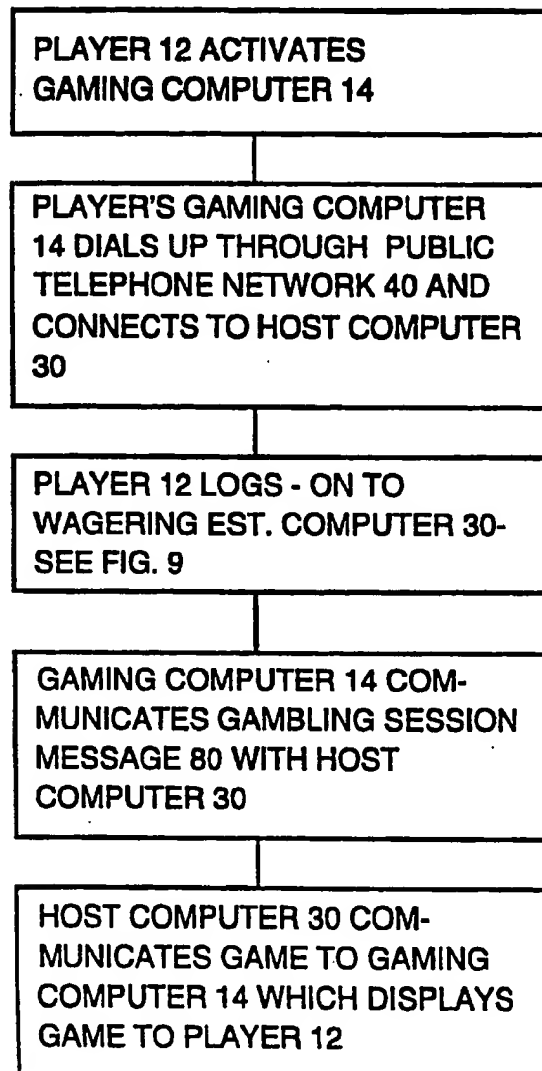 PLAYER 12 ACTIVATES
GAMING COMPUTER 14
PLAYER'S GAMING COMPUTER
14 DIALS UP THROUGH PUBLIC
TELEPHONE NETWORK 40 AND
CONNECTS TO HOST COMPUTER
30
PLAYER 12 LOGS - ON TO
WAGERING EST. COMPUTER 30-
SEE FIG. 9
GAMING COMPUTER 14 COM-
MUNICATES GAMBLING SESSION
MESSAGE 80 WITH HOST
COMPUTER 30
HOST COMPUTER 30 COM-
MUNICATES GAME TO GAMING
COMPUTER 14 WHICH DISPLAYS
GAME TO PLAYER 12